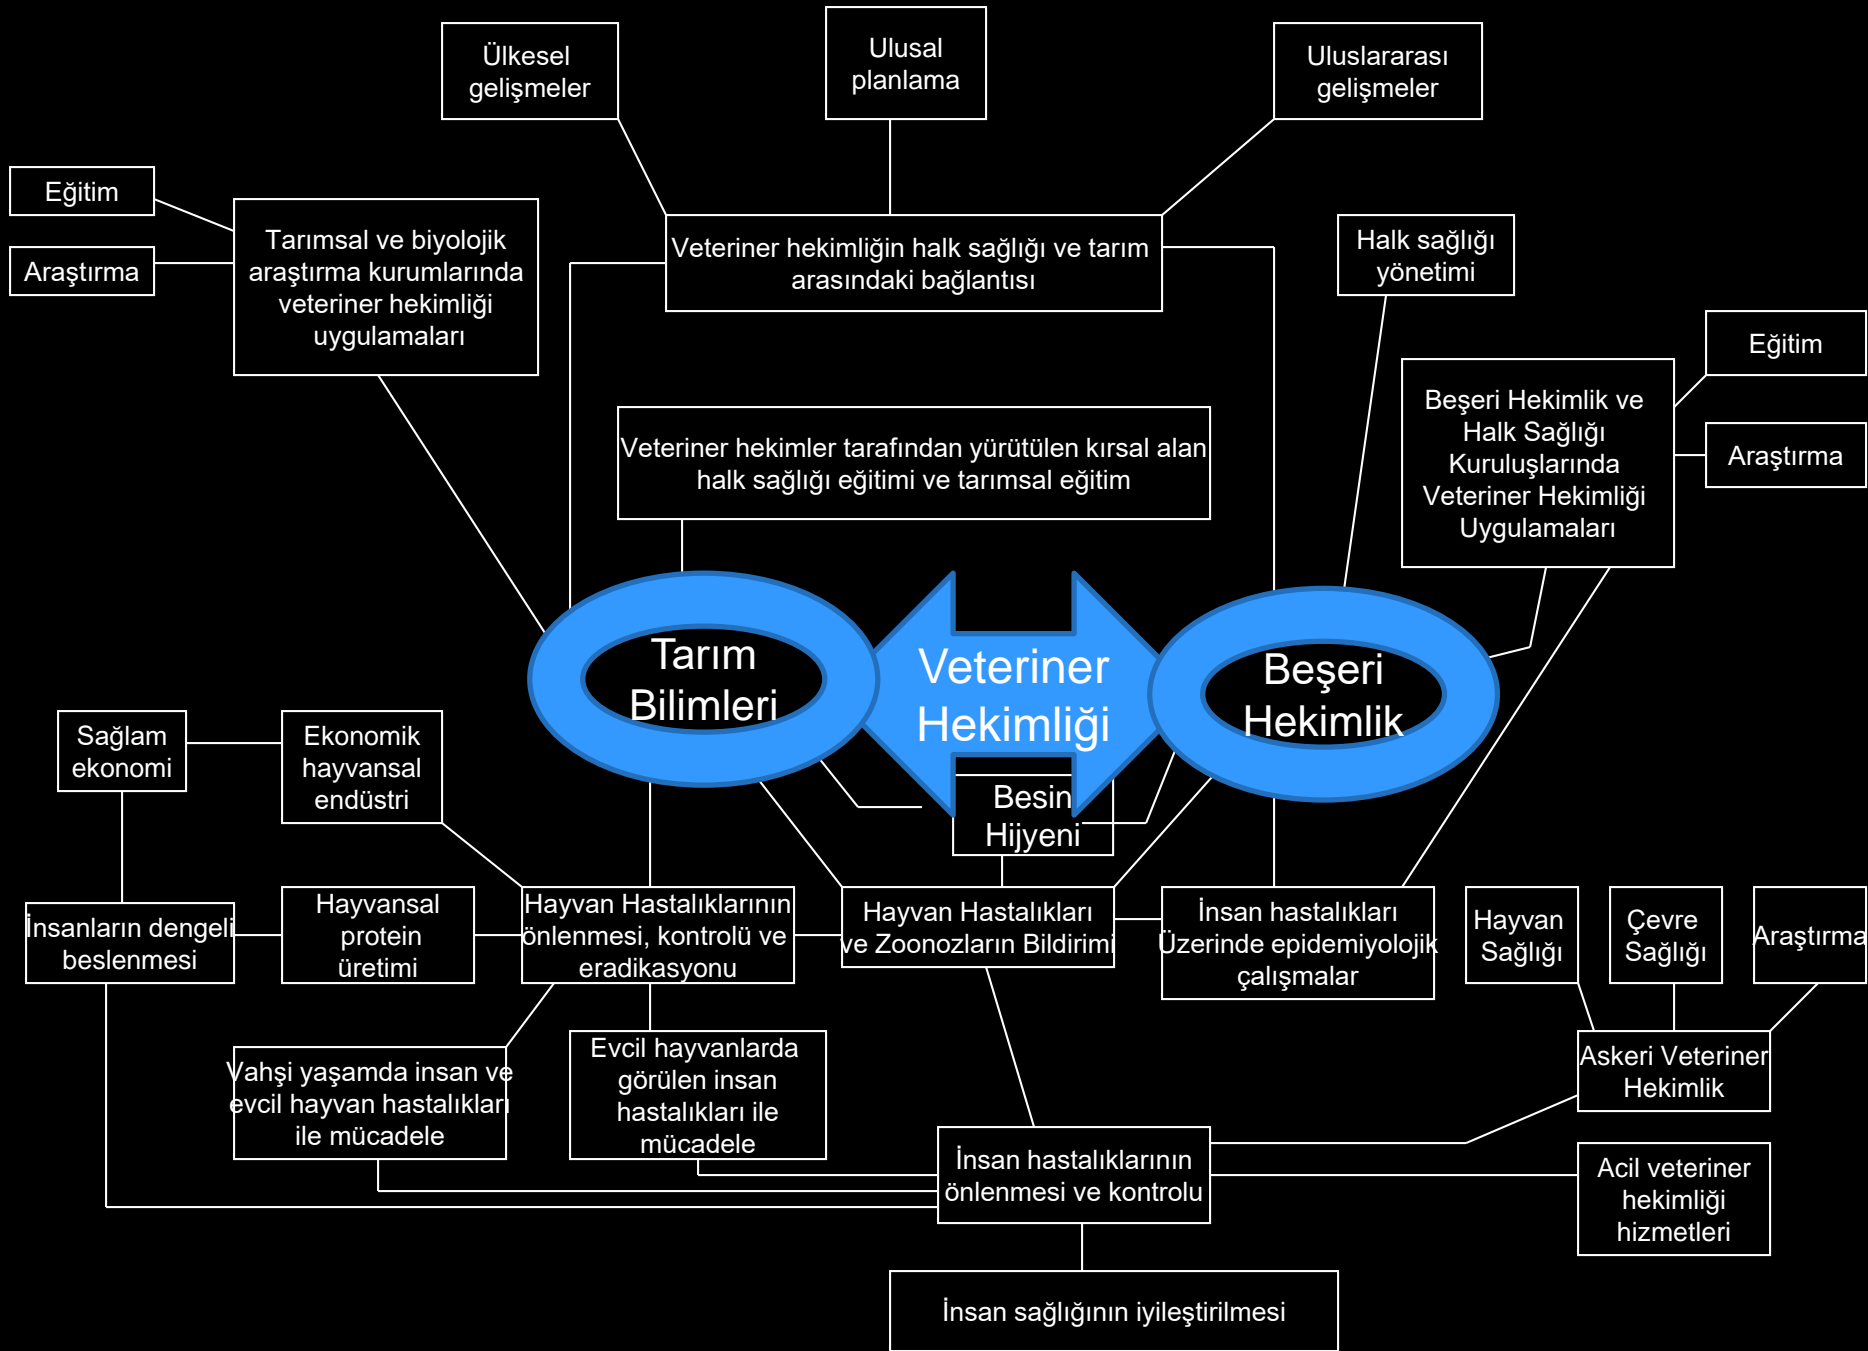 Ülkesel
gelişmeler
Ulusal
planlama
Uluslararası
gelişmeler
Eğitim
Araştırma
Tarımsal ve biyolojik
araştırma kurumlarında
veteriner hekimliği
uygulamaları
Veteriner hekimliğin halk sağlığı ve tarım
arasındaki bağlantısı
Halk sağlığı
yönetimi
Eğitim
Araştırma
Beşeri Hekimlik ve
Halk Sağlığı
Kuruluşlarında
Veteriner Hekimliği
Uygulamaları
Veteriner hekimler tarafından yürütülen kırsal alan
halk sağlığı eğitimi ve tarımsal eğitim
Tarım
Bilimleri
Veteriner
Hekimliği
Beşeri
Hekimlik
Sağlam
ekonomi
Ekonomik
hayvansal
endüstri
Besin
Hijyeni
İnsanların dengeli
beslenmesi
Hayvansal
protein
üretimi
Hayvan Hastalıklarının
önlenmesi, kontrolü ve
eradikasyonu
Hayvan Hastalıkları
ve Zoonozların Bildirimi
İnsan hastalıkları
Üzerinde epidemiyolojik
çalışmalar
Hayvan
Sağlığı
Çevre
Sağlığı
Araştırma
Vahşi yaşamda insan ve
evcil hayvan hastalıkları
ile mücadele
Evcil hayvanlarda
görülen insan
hastalıkları ile
mücadele
Askeri Veteriner
Hekimlik
İnsan hastalıklarının
önlenmesi ve kontrolu
Acil veteriner
hekimliği
hizmetleri
İnsan sağlığının iyileştirilmesi